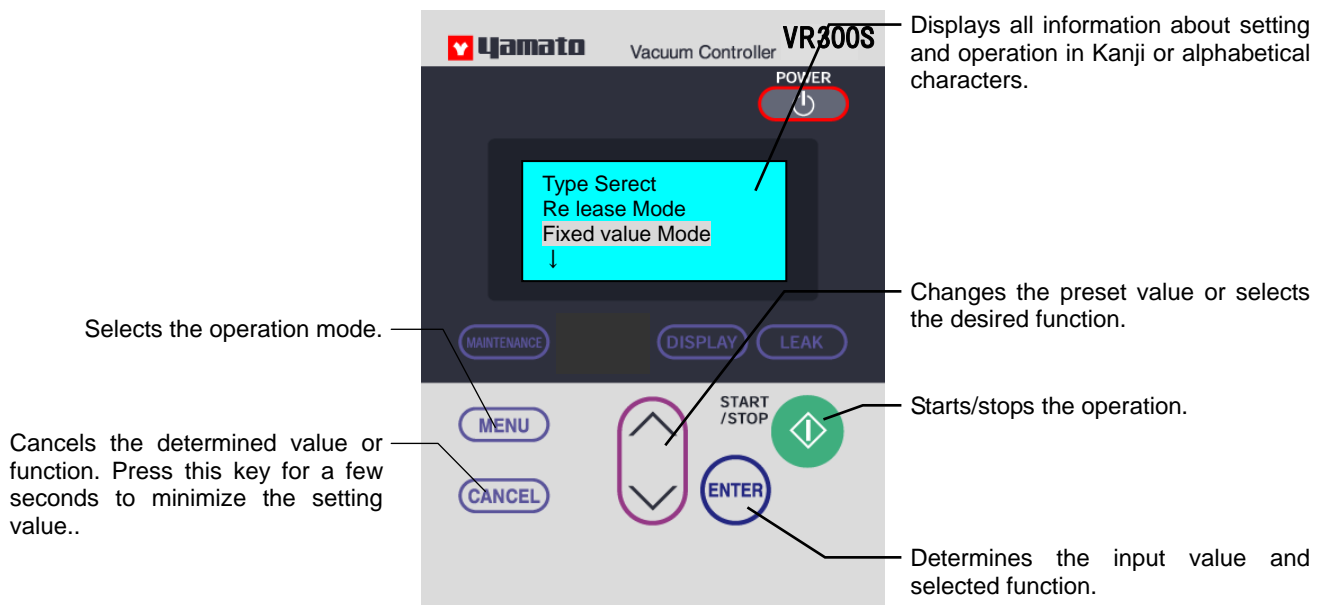 Yamato
Vacuum Controller
VR300S
POWER
Displays all information about setting
and operation in Kanji or alphabetical
characters.
Type Serect
Re lease Mode
Fixed value Mode
↓
Changes the preset value or selects
the desired function.
Selects the operation mode.
MAINTENANCE
DISPLAY
LEAK
MENU
START
/STOP
Starts/stops the operation.
Cancels the determined value or
function. Press this key for a few
seconds to minimize the setting
value..
CANCEL
ENTER
Determines the input value and
selected function.